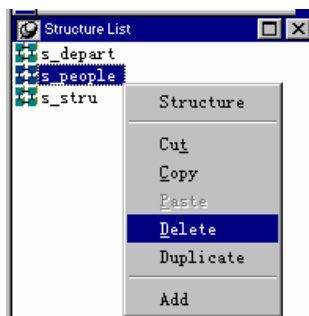 Structure List
s_depart
s_people
s_stru
Structure
Cut
Copy
Paste
Delete
Duplicate
Add